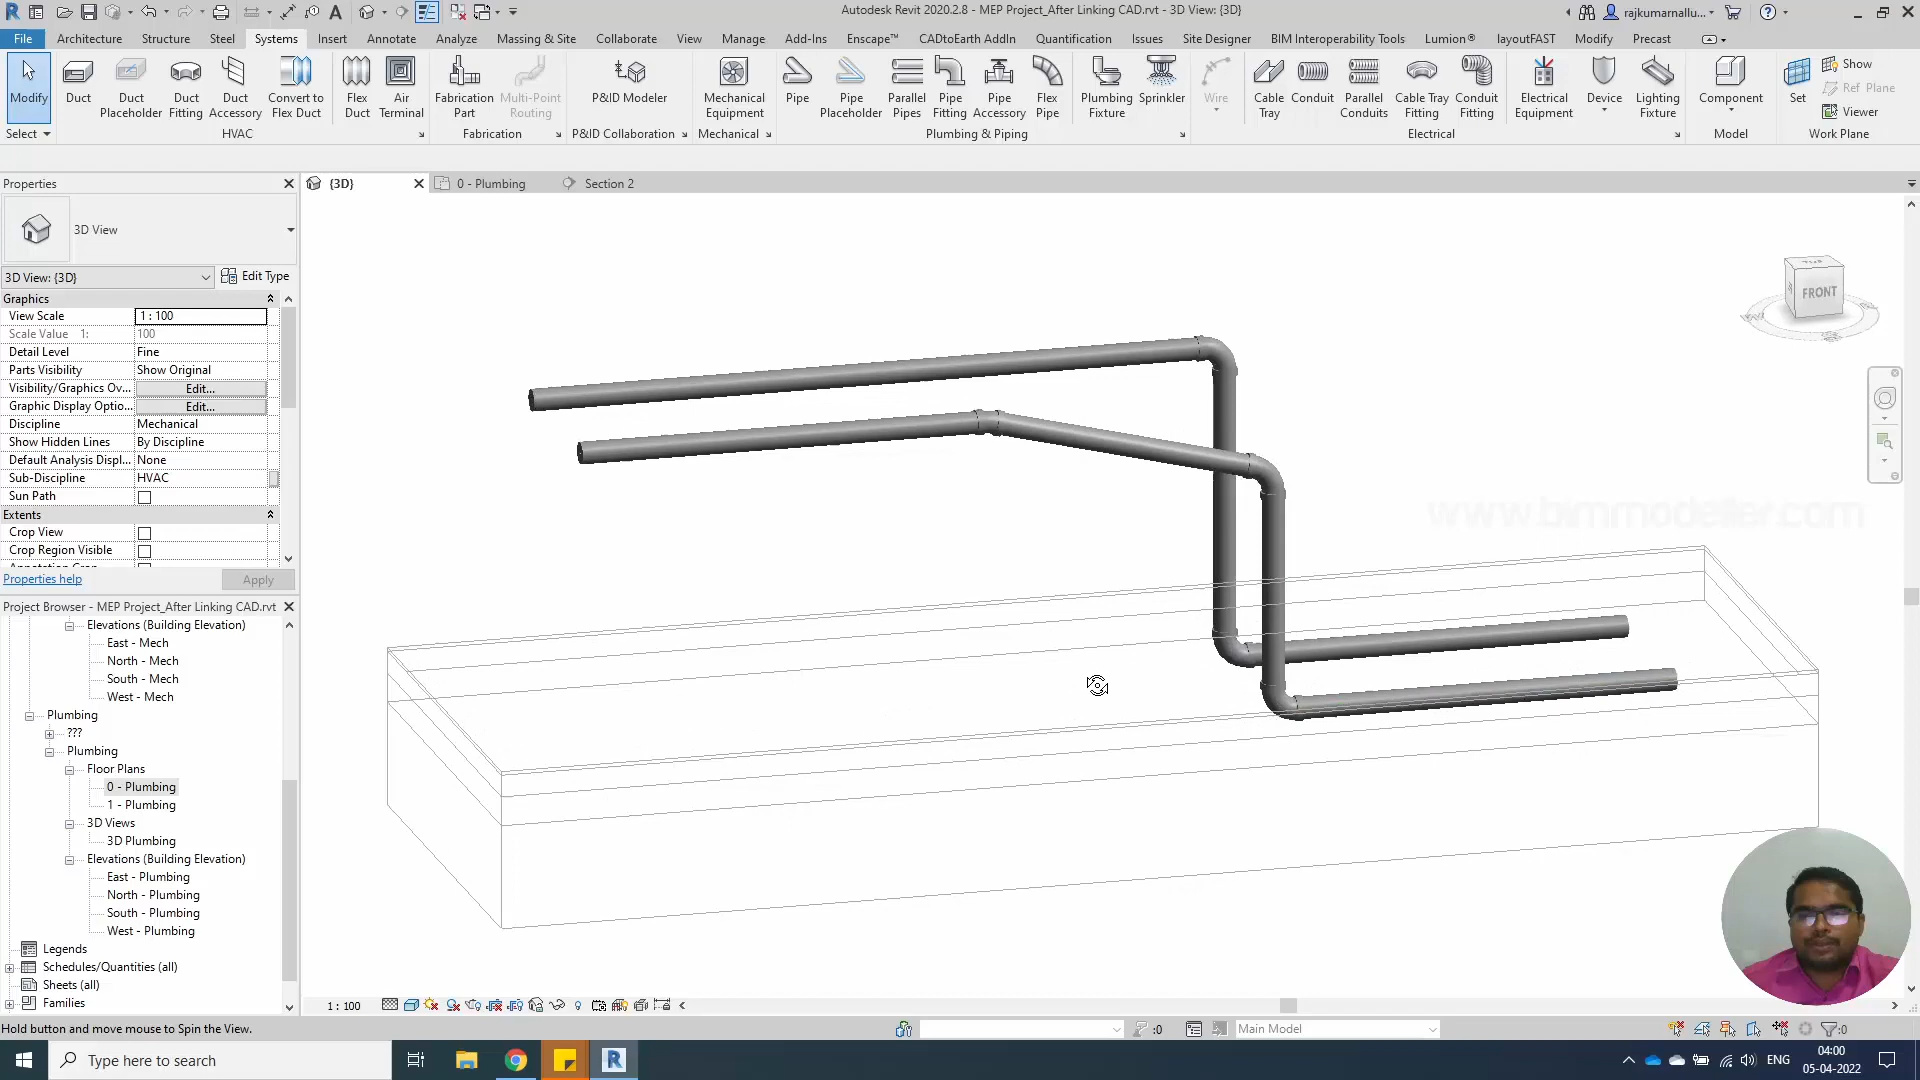 Autodesk Revit 2020.2.8 - MEP Project_After Linking CAD.rvt - 3D View: {3D}
rajkumarnallu...
File Architecture Structure Steel Systems Insert Annotate Analyze Massing & Site Collaborate View Manage Add-Ins Enscape™ CADtoEarth AddIn Quantification Issues Site Designer BIM Interoperability Tools Lumion® layoutFAST Modify Precast
Modify Duct Duct Placeholder Duct Fitting Duct Accessory Convert to Flex Duct Flex Duct Air Terminal Fabrication Part Multi-Point Routing P&ID Modeler Mechanical Equipment Pipe Pipe Placeholder Parallel Pipes Pipe Fitting Pipe Accessory Flex Pipe Plumbing Fixture Sprinkler Wire Cable Tray Conduit Parallel Conduits Cable Tray Fitting Conduit Fitting Electrical Equipment Device Lighting Fixture Component Set Show Ref Plane Viewer
Select HVAC Fabrication P&ID Collaboration Mechanical Plumbing & Piping Electrical Model Work Plane
Properties
{3D} 0 - Plumbing Section 2
3D View
3D View: {3D} Edit Type
Graphics
View Scale 1 : 100
Scale Value 1: 100
Detail Level Fine
Parts Visibility Show Original
Visibility/Graphics Ov... Edit...
Graphic Display Optio... Edit...
Discipline Mechanical
Show Hidden Lines By Discipline
Default Analysis Displ... None
Sub-Discipline HVAC
Sun Path
Extents
Crop View
Crop Region Visible
Properties help Apply
FRONT
www.bimmodeller.com
Project Browser - MEP Project_After Linking CAD.rvt
Elevations (Building Elevation)
East - Mech
North - Mech
South - Mech
West - Mech
Plumbing
???
Plumbing
Floor Plans
0 - Plumbing
1 - Plumbing
3D Views
3D Plumbing
Elevations (Building Elevation)
East - Plumbing
North - Plumbing
South - Plumbing
West - Plumbing
Legends
Schedules/Quantities (all)
Sheets (all)
Families
1 : 100
Hold button and move mouse to Spin the View.
:0
Main Model
:0
Type here to search
ENG
04:00
05-04-2022